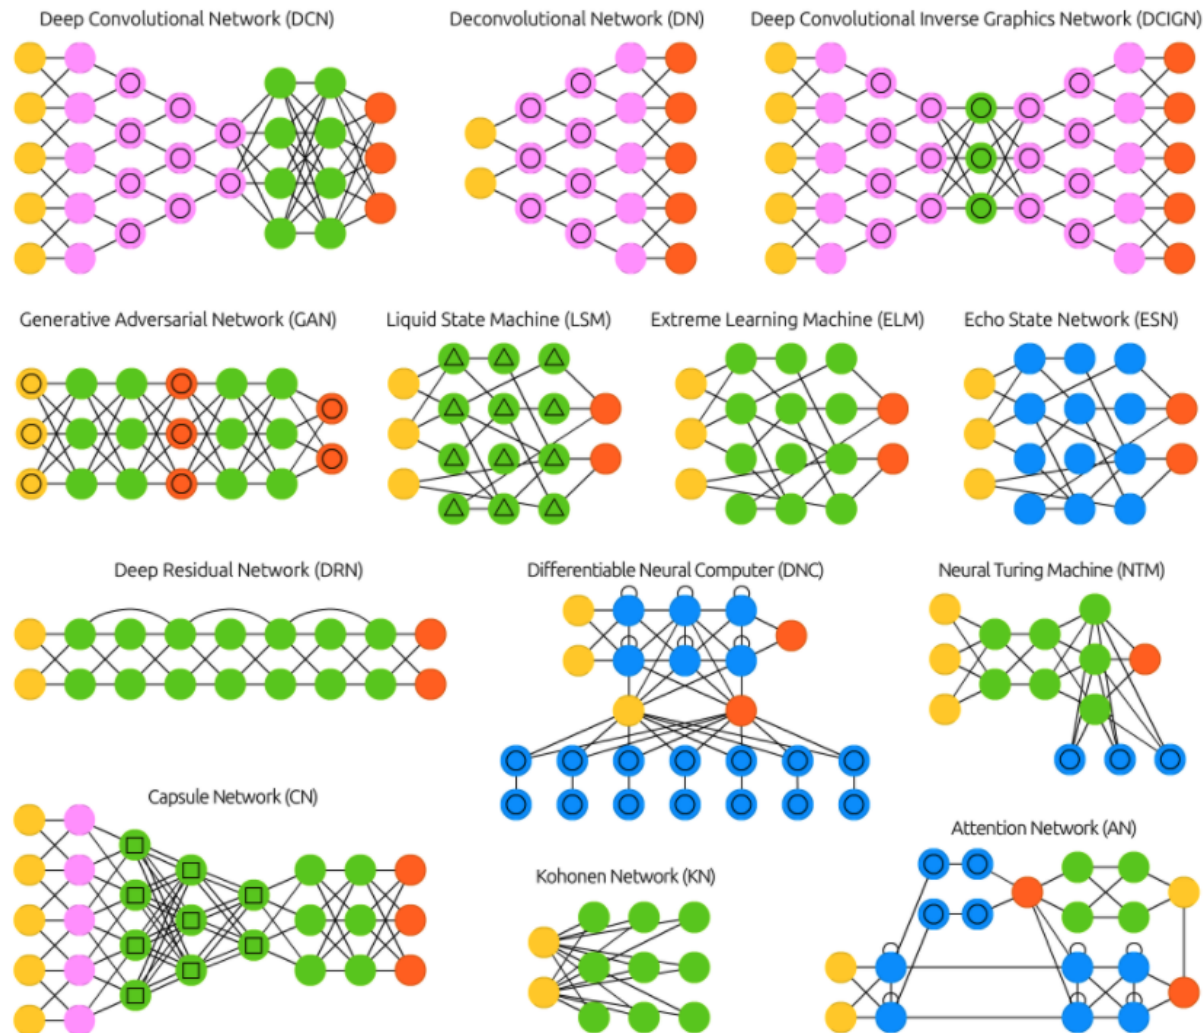 Deep Convolutional Network (DCN)
Deconvolutional Network (DN)
Deep Convolutional Inverse Graphics Network (DCIGN)
Generative Adversarial Network (GAN)
Liquid State Machine (LSM)
Extreme Learning Machine (ELM)
Echo State Network (ESN)
Deep Residual Network (DRN)
Differentiable Neural Computer (DNC)
Neural Turing Machine (NTM)
Capsule Network (CN)
Kohonen Network (KN)
Attention Network (AN)